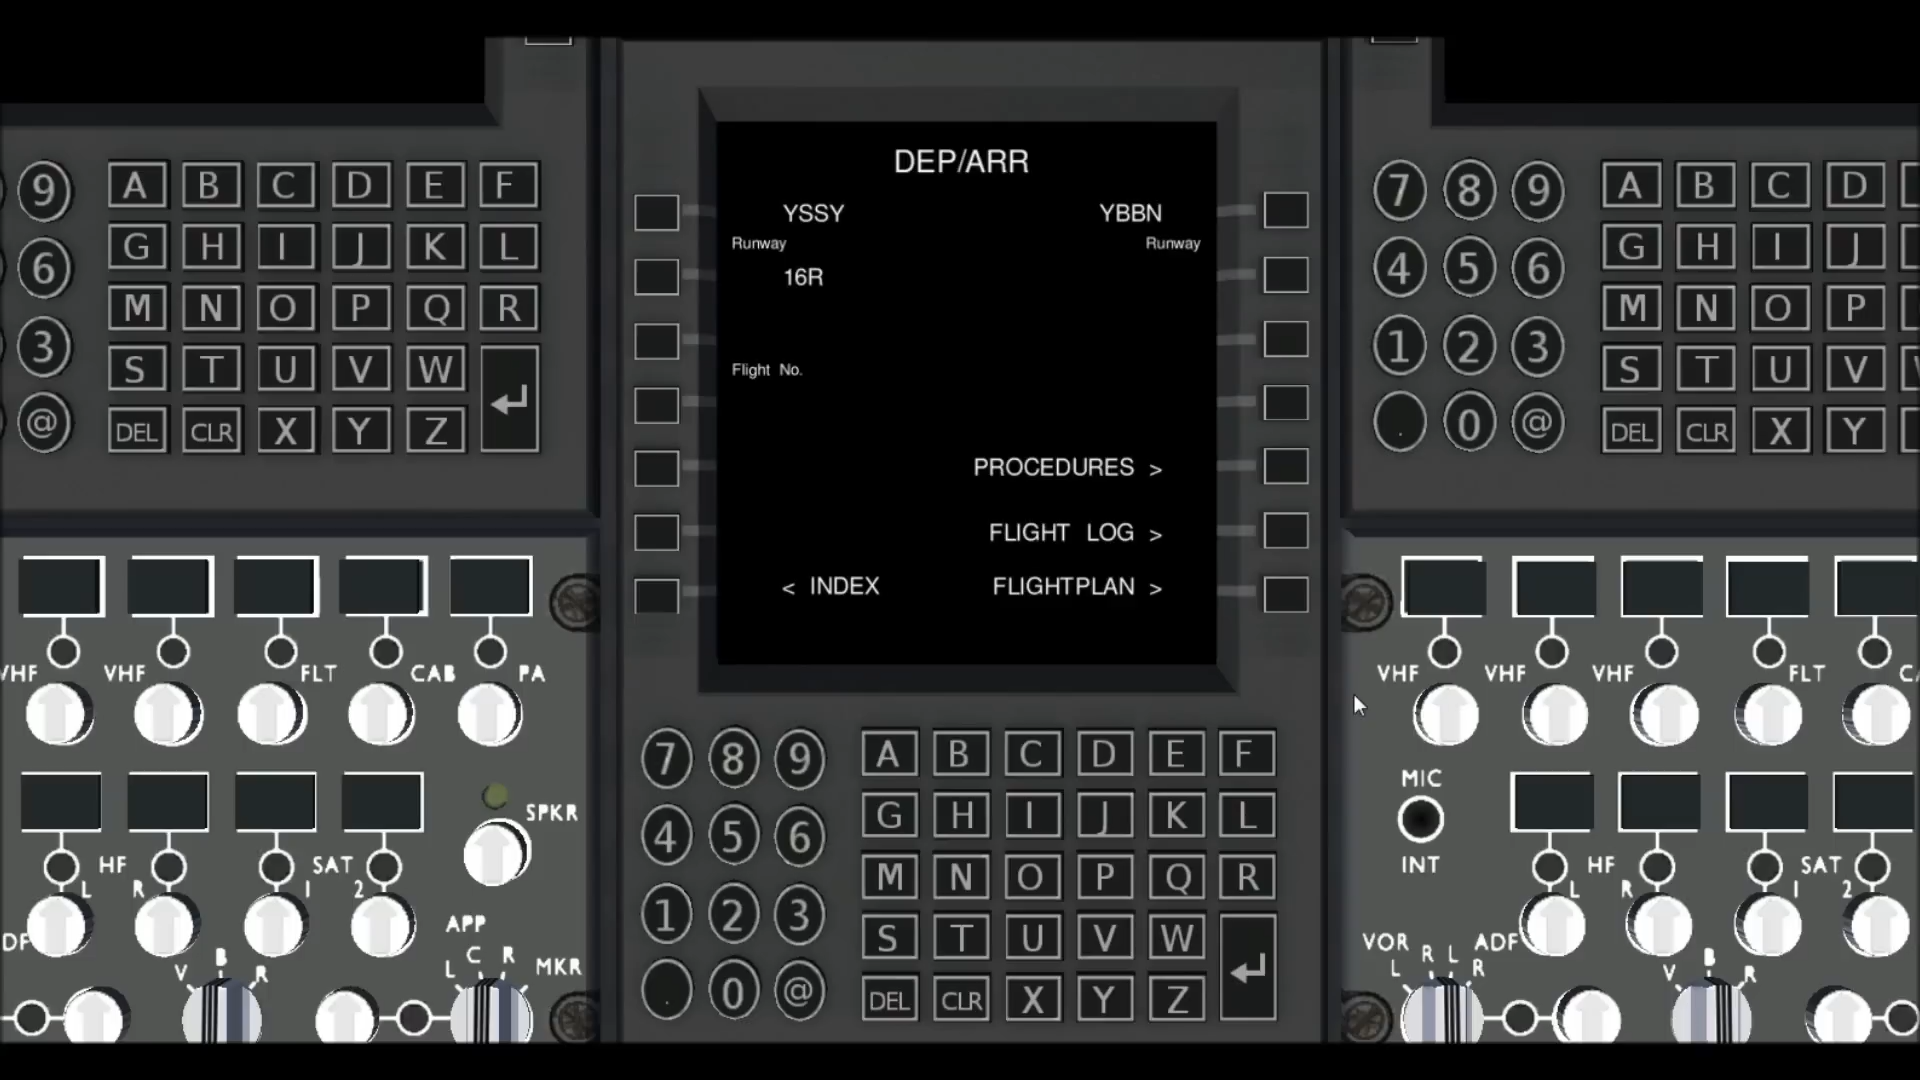 DEP/ARR
YSSY YBBN
Runway Runway
16R
Flight No.
PROCEDURES >
FLIGHT LOG >
< INDEX FLIGHTPLAN >
9 A B C D E F
6 G H I J K L
3 M N O P Q R
@ S T U V W
DEL CLR X Y Z
VHF VHF FLT CAB PA
SPKR
HF SAT
L R 1 2
APP
V B R L C R MKR
7 8 9 A B C D E F
4 5 6 G H I J K L
1 2 3 M N O P Q R
. 0 @ S T U V W
DEL CLR X Y Z
7 8 9 A B C D
4 5 6 G H I J
1 2 3 M N O P
. 0 @ S T U V
DEL CLR X Y
VHF VHF VHF FLT
MIC
INT
HF SAT
L R 1 2
VOR ADF
L R L R
V B R